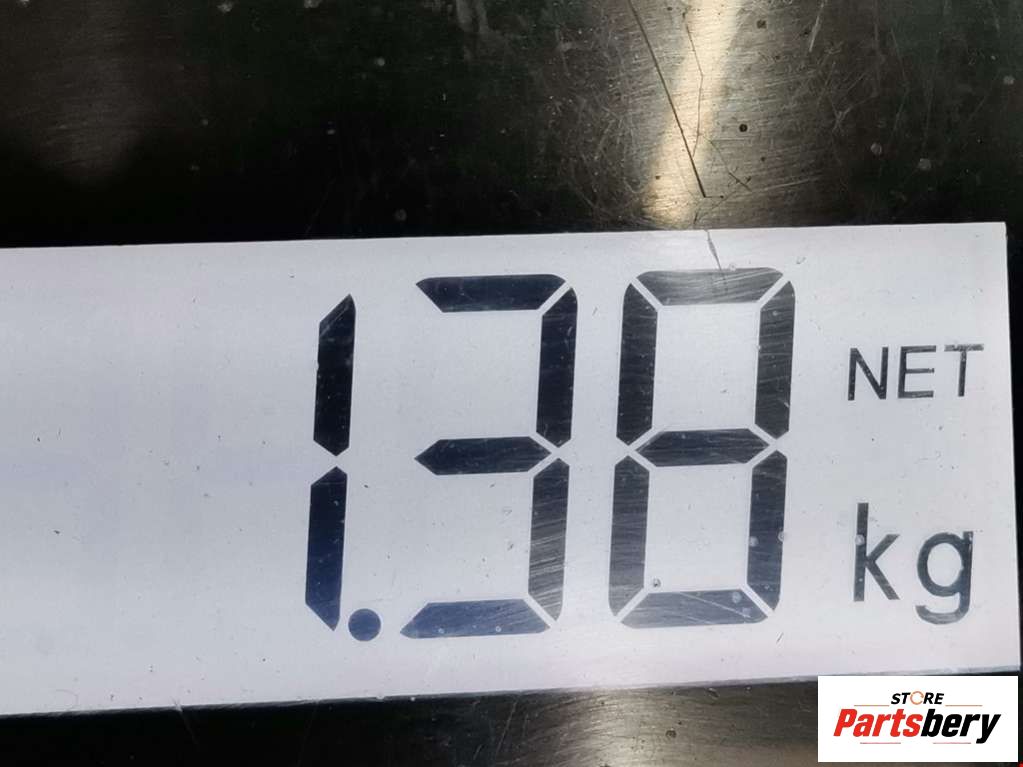 1.38
NET
kg
STORE
Partsbery